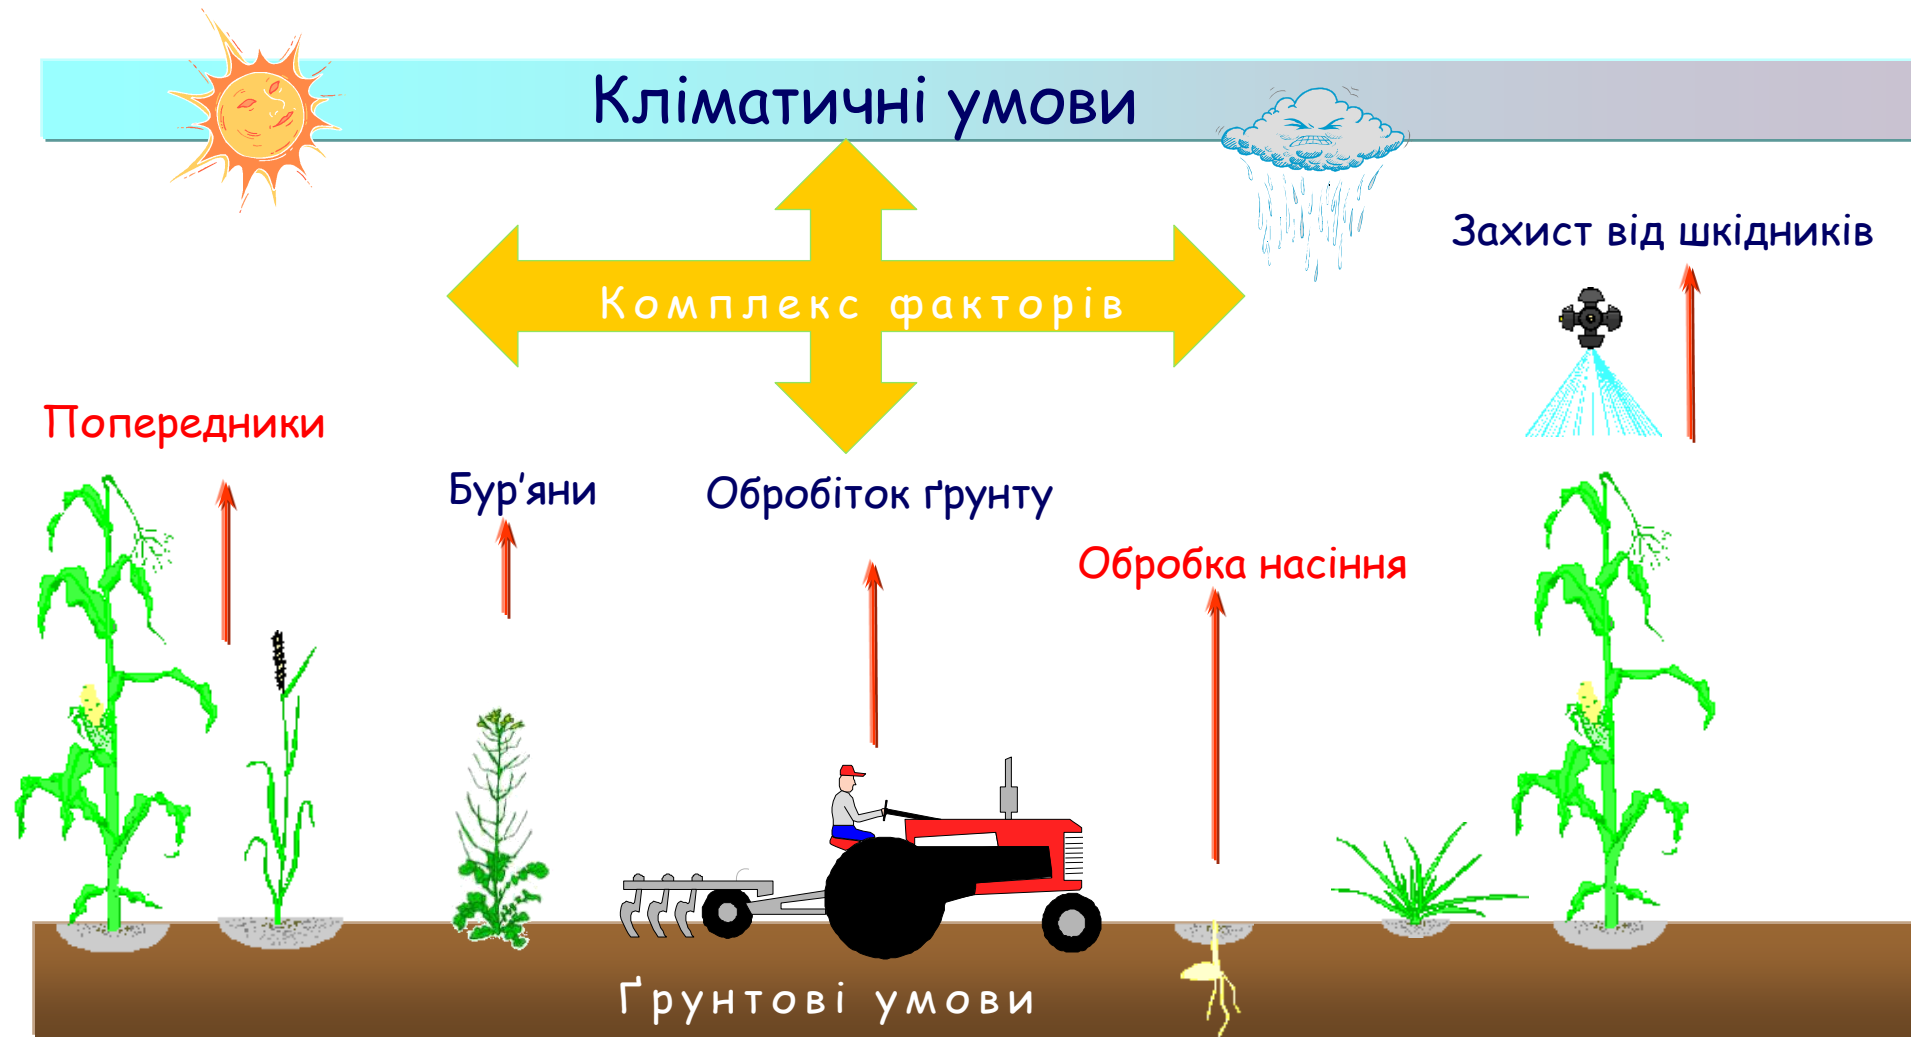 Кліматичні умови
Захист від шкідників
Комплекс факторів
Попередники
Бур’яни
Обробіток ґрунту
Обробка насіння
Ґрунтові умови